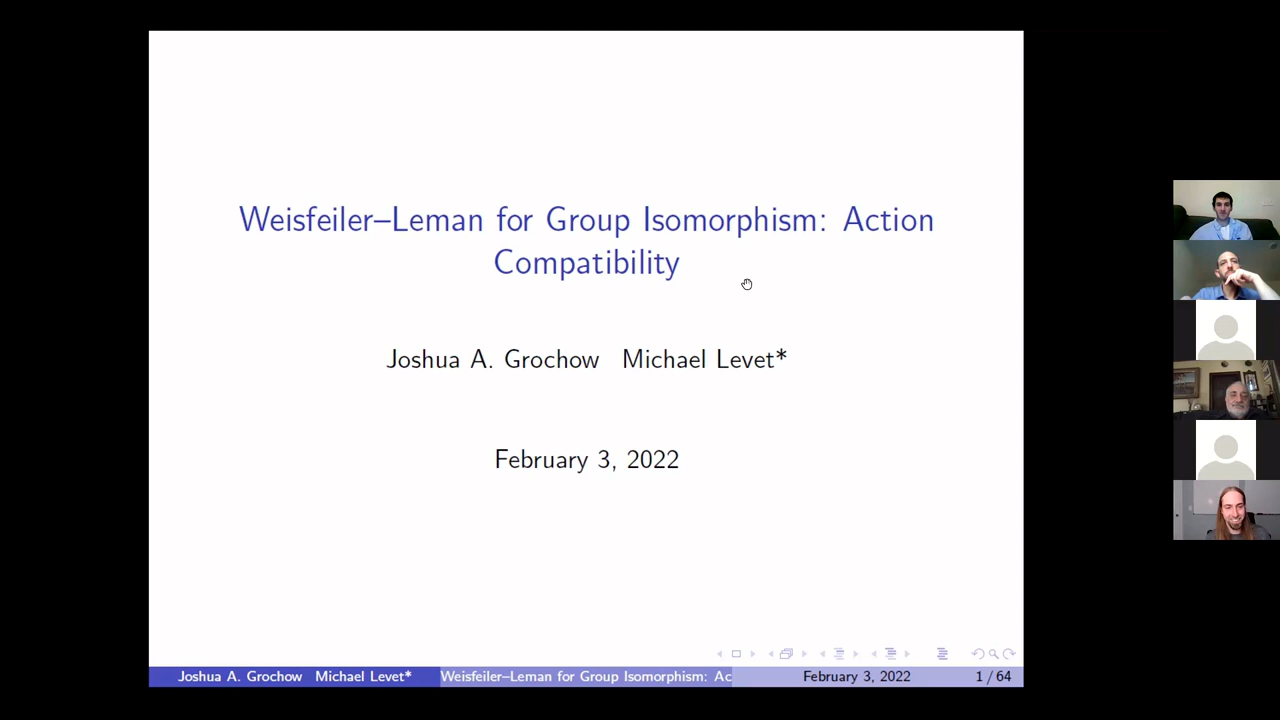 Weisfeiler–Leman for Group Isomorphism: Action
Compatibility
Joshua A. Grochow Michael Levet*
February 3, 2022
Joshua A. Grochow Michael Levet* Weisfeiler–Leman for Group Isomorphism: Ac February 3, 2022 1 / 64